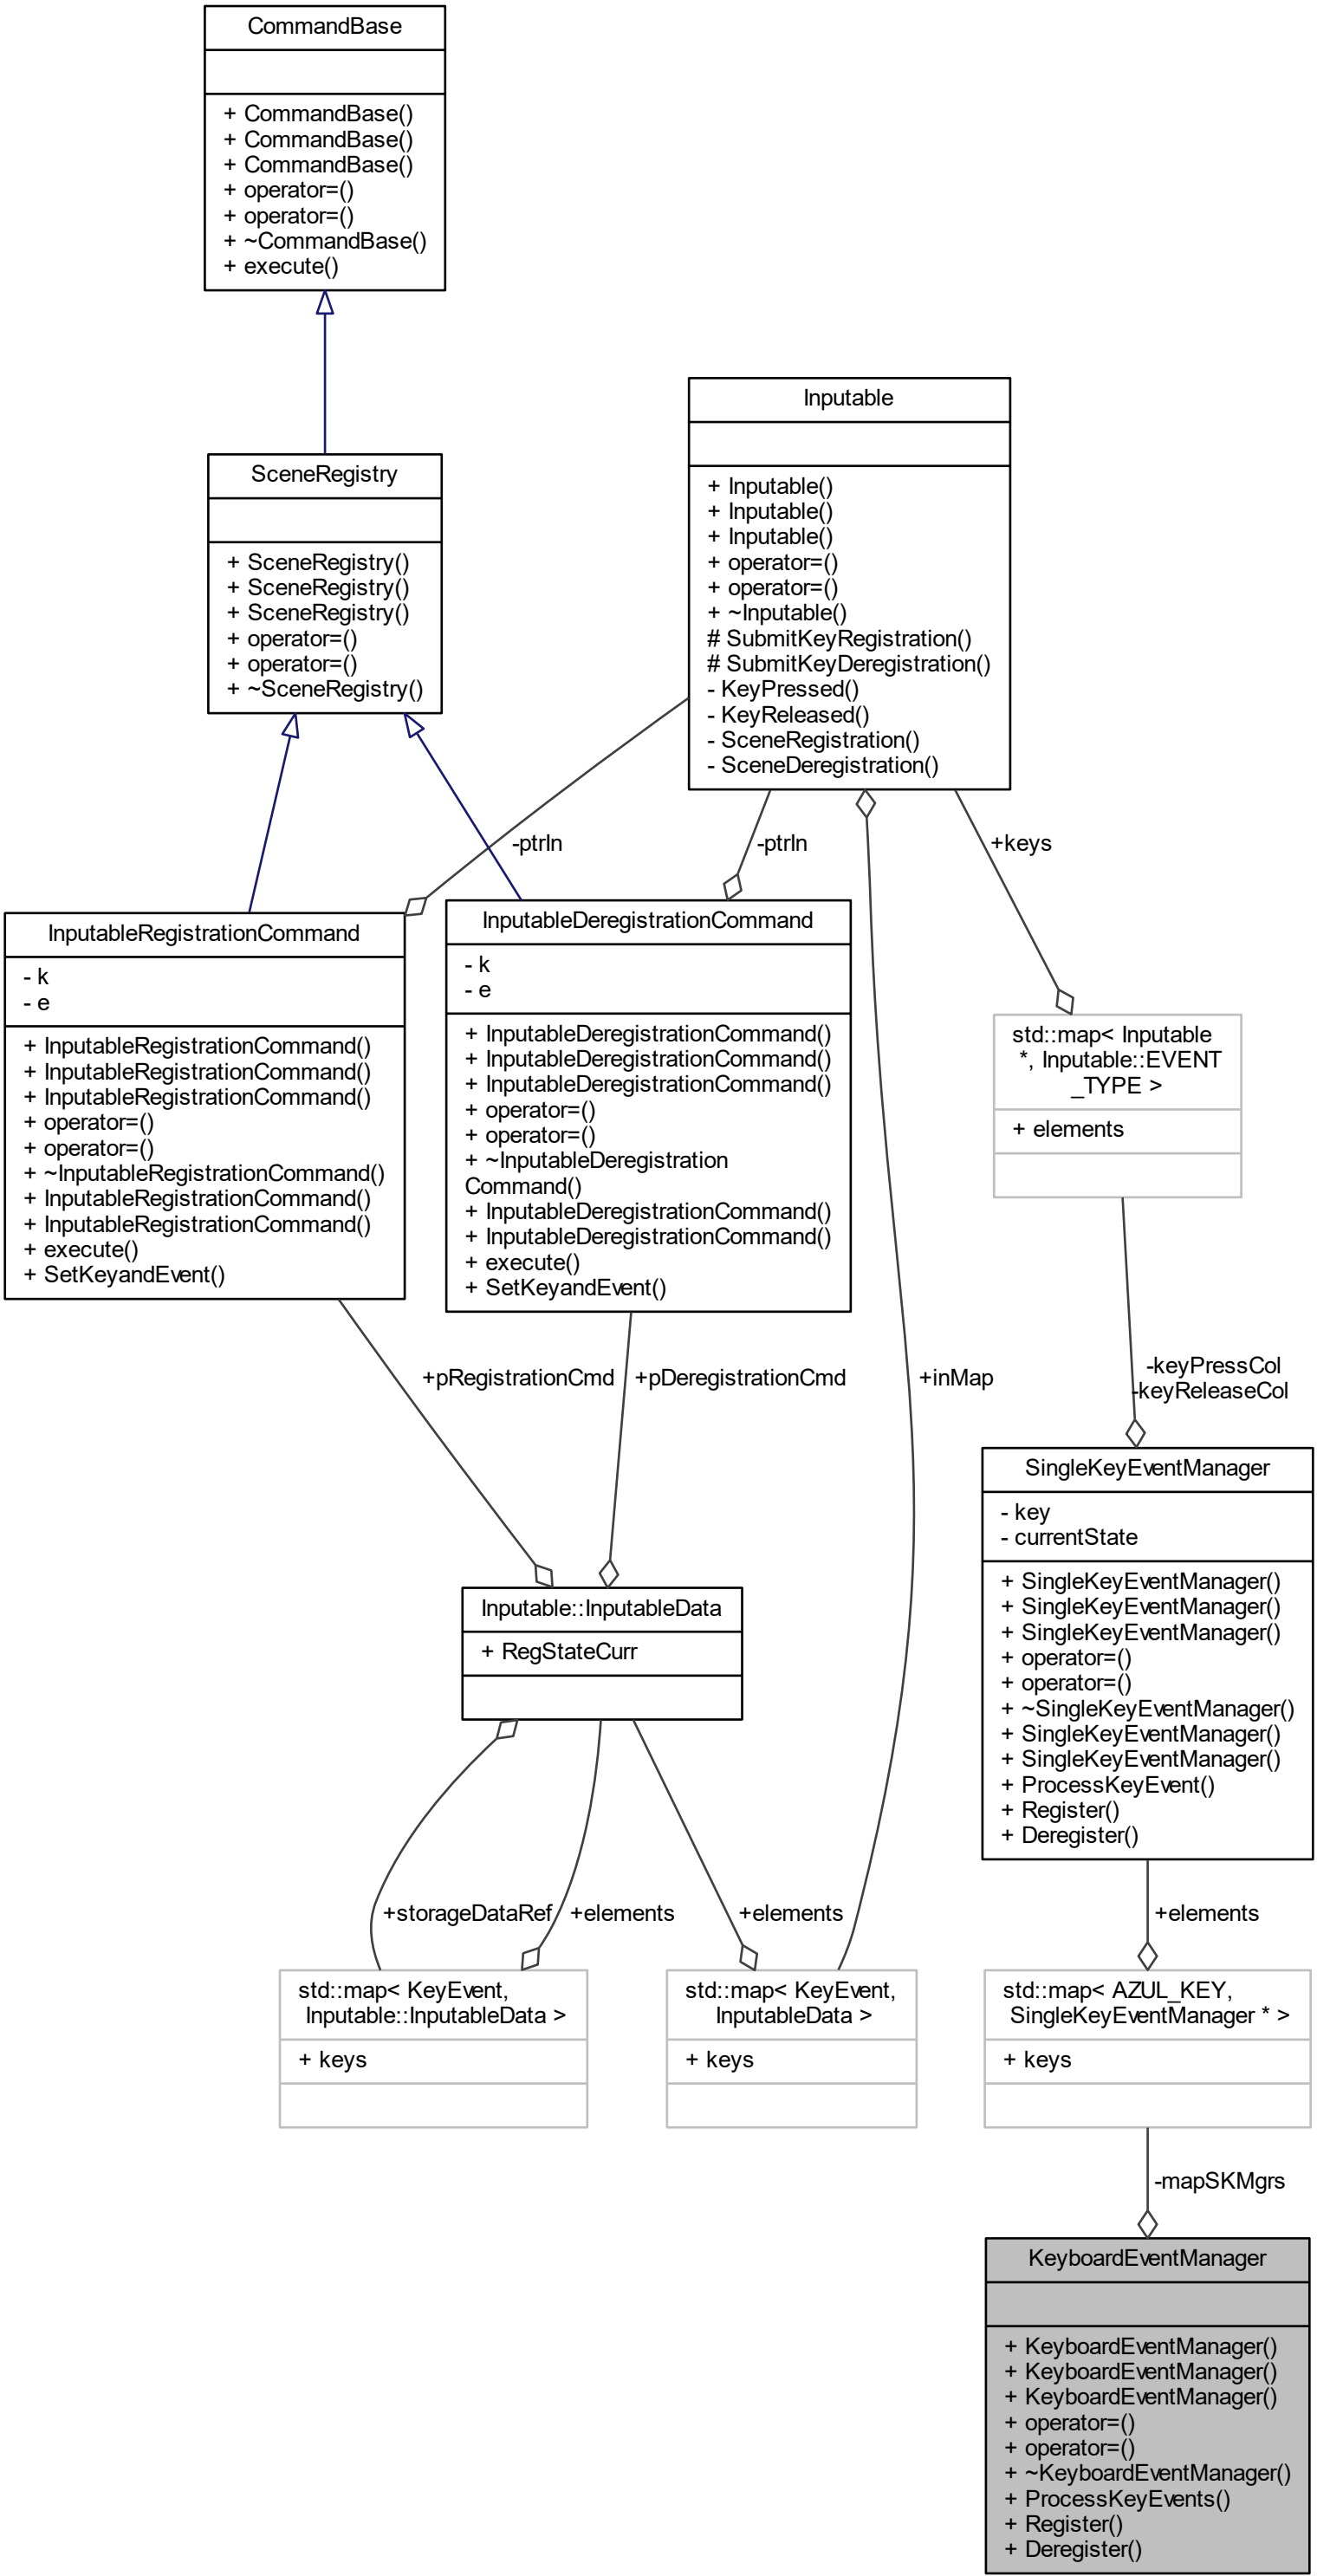 CommandBase
+ CommandBase()
+ CommandBase()
+ CommandBase()
+ operator=()
+ operator=()
+ ~CommandBase()
+ execute()
SceneRegistry
+ SceneRegistry()
+ SceneRegistry()
+ SceneRegistry()
+ operator=()
+ operator=()
+ ~SceneRegistry()
Inputable
+ Inputable()
+ Inputable()
+ Inputable()
+ operator=()
+ operator=()
+ ~Inputable()
# SubmitKeyRegistration()
# SubmitKeyDeregistration()
- KeyPressed()
- KeyReleased()
- SceneRegistration()
- SceneDeregistration()
-ptrIn
-ptrIn
+keys
InputableRegistrationCommand
- k
- e
+ InputableRegistrationCommand()
+ InputableRegistrationCommand()
+ InputableRegistrationCommand()
+ operator=()
+ operator=()
+ ~InputableRegistrationCommand()
+ InputableRegistrationCommand()
+ InputableRegistrationCommand()
+ execute()
+ SetKeyandEvent()
InputableDeregistrationCommand
- k
- e
+ InputableDeregistrationCommand()
+ InputableDeregistrationCommand()
+ InputableDeregistrationCommand()
+ operator=()
+ operator=()
+ ~InputableDeregistration
Command()
+ InputableDeregistrationCommand()
+ InputableDeregistrationCommand()
+ execute()
+ SetKeyandEvent()
std::map< Inputable
*, Inputable::EVENT
_TYPE >
+ elements
+pRegistrationCmd
+pDeregistrationCmd
+inMap
-keyPressCol
-keyReleaseCol
SingleKeyEventManager
- key
- currentState
+ SingleKeyEventManager()
+ SingleKeyEventManager()
+ SingleKeyEventManager()
+ operator=()
+ operator=()
+ ~SingleKeyEventManager()
+ SingleKeyEventManager()
+ SingleKeyEventManager()
+ ProcessKeyEvent()
+ Register()
+ Deregister()
Inputable::InputableData
+ RegStateCurr
+storageDataRef
+elements
+elements
+elements
std::map< KeyEvent,
Inputable::InputableData >
+ keys
std::map< KeyEvent,
InputableData >
+ keys
std::map< AZUL_KEY,
SingleKeyEventManager * >
+ keys
-mapSKMgrs
KeyboardEventManager
+ KeyboardEventManager()
+ KeyboardEventManager()
+ KeyboardEventManager()
+ operator=()
+ operator=()
+ ~KeyboardEventManager()
+ ProcessKeyEvents()
+ Register()
+ Deregister()